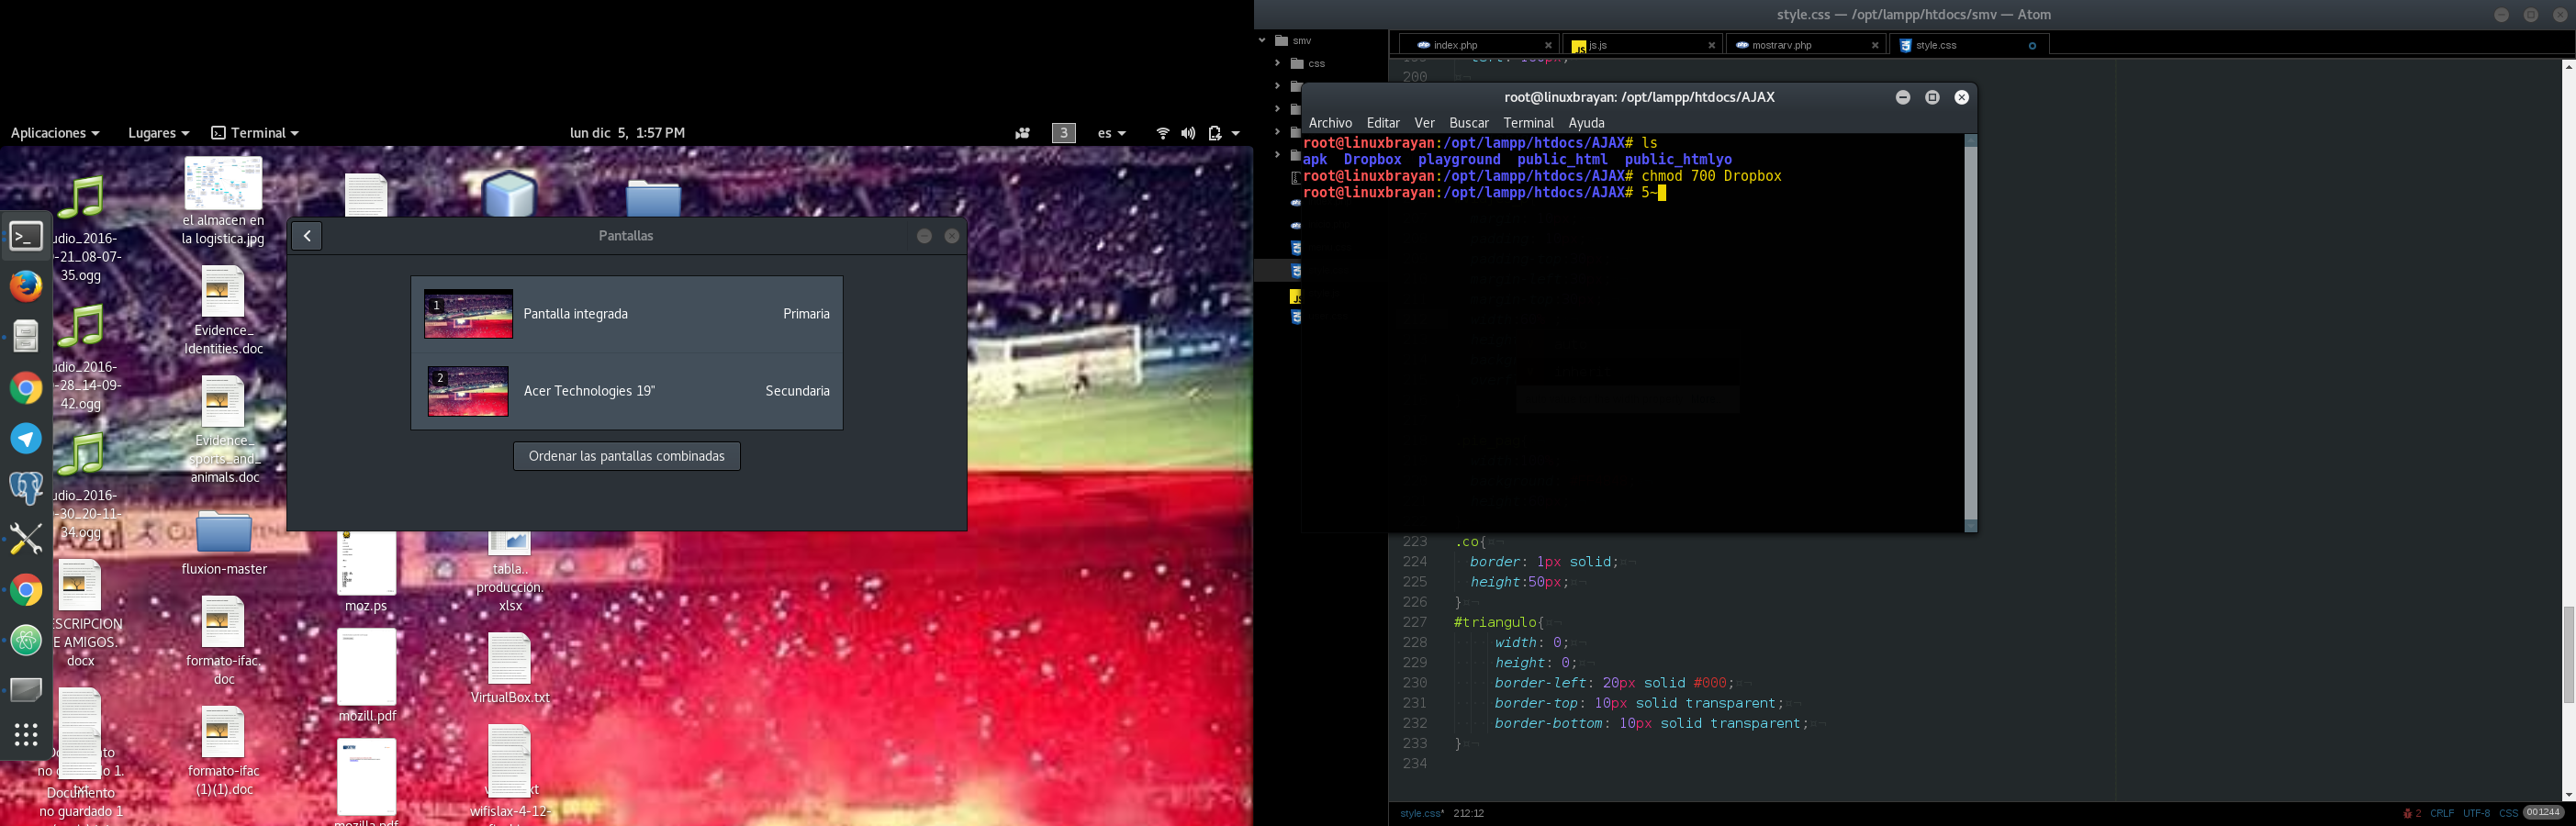 Aplicaciones
Lugares
Terminal
lun dic 5, 1:57 PM
3
es
el almacen en
la logistica.jpg
udio_2016-
-21_08-07-
35.ogg
Evidence_
Identities.doc
udio_2016-
-28_14-09-
42.ogg
Evidence_
sports_and_
animals.doc
udio_2016-
-30_20-11-
34.ogg
fluxion-master
ESCRIPCION
E AMIGOS.
docx
formato-ifac.
doc
no guardado 1.
Documento
no guardado 1
formato-ifac
(1)(1).doc
moz.ps
mozill.pdf
mozilla.pdf
tabla..
producción.
xlsx
VirtualBox.txt
wifislax-4-12-
Pantallas
1
Pantalla integrada
Primaria
2
Acer Technologies 19"
Secundaria
Ordenar las pantallas combinadas
style.css — /opt/lampp/htdocs/smv — Atom
smv
css
index.php
js.js
mostrarv.php
style.css
200
root@linuxbrayan: /opt/lampp/htdocs/AJAX
Archivo Editar Ver Buscar Terminal Ayuda
root@linuxbrayan:/opt/lampp/htdocs/AJAX# ls
apk Dropbox playground public_html public_htmlyo
root@linuxbrayan:/opt/lampp/htdocs/AJAX# chmod 700 Dropbox
root@linuxbrayan:/opt/lampp/htdocs/AJAX# 5~
223 .co{
224 border: 1px solid;
225 height:50px;
226 }
227 #triangulo{
228 width: 0;
229 height: 0;
230 border-left: 20px solid #000;
231 border-top: 10px solid transparent;
232 border-bottom: 10px solid transparent;
233 }
234
style.css* 212:12
2 CRLF UTF-8 CSS 001244